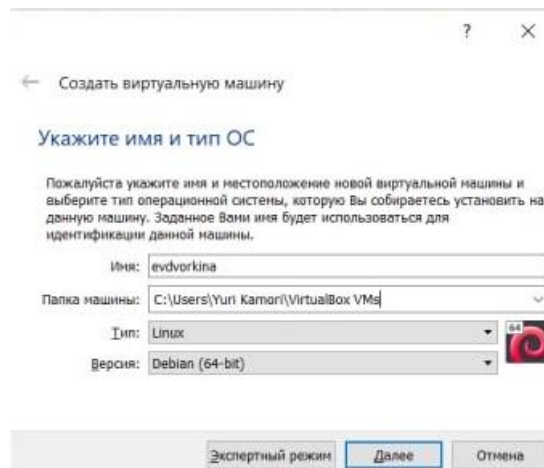 ?
Создать виртуальную машину
Укажите имя и тип ОС
Пожалуйста укажите имя и местоположение новой виртуальной машины и
выберите тип операционной системы, которую Вы собираетесь установить на
данную машину. Заданное Вами имя будет использоваться для
идентификации данной машины.
Имя: evdvorkina
Папка машины: C:\Users\Yuri Kamori\VirtualBox VMs
Тип: Linux
64
Версия: Debian (64-bit)
Экспертный режим Далее Отмена